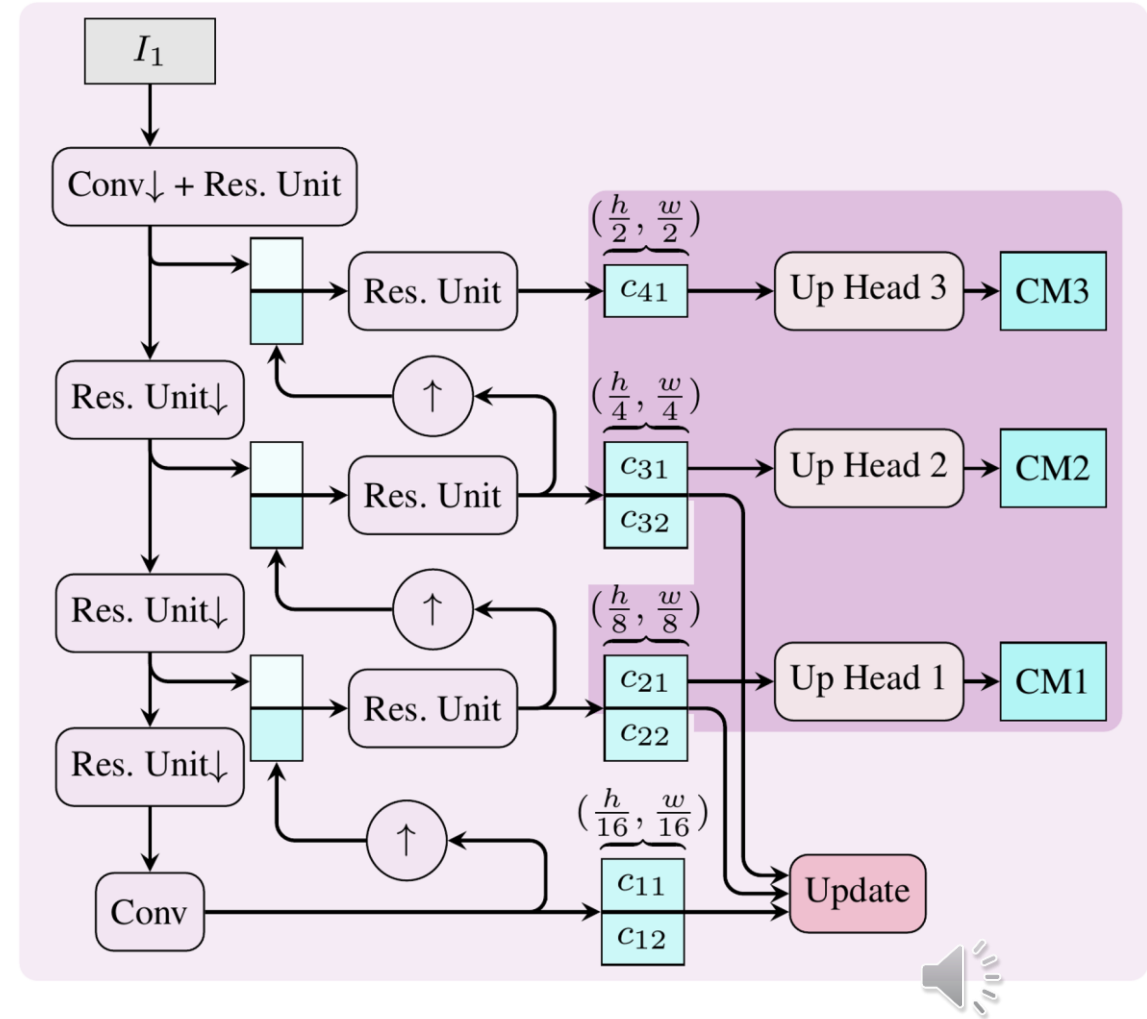 I₁
Conv↓ + Res. Unit
(h/2, w/2)
Res. Unit
c₄₁
Up Head 3
CM3
Res. Unit↓
↑
(h/4, w/4)
c₃₁
Up Head 2
CM2
Res. Unit
c₃₂
Res. Unit↓
↑
(h/8, w/8)
c₂₁
Up Head 1
CM1
Res. Unit
c₂₂
Res. Unit↓
(h/16, w/16)
↑
c₁₁
Update
Conv
c₁₂